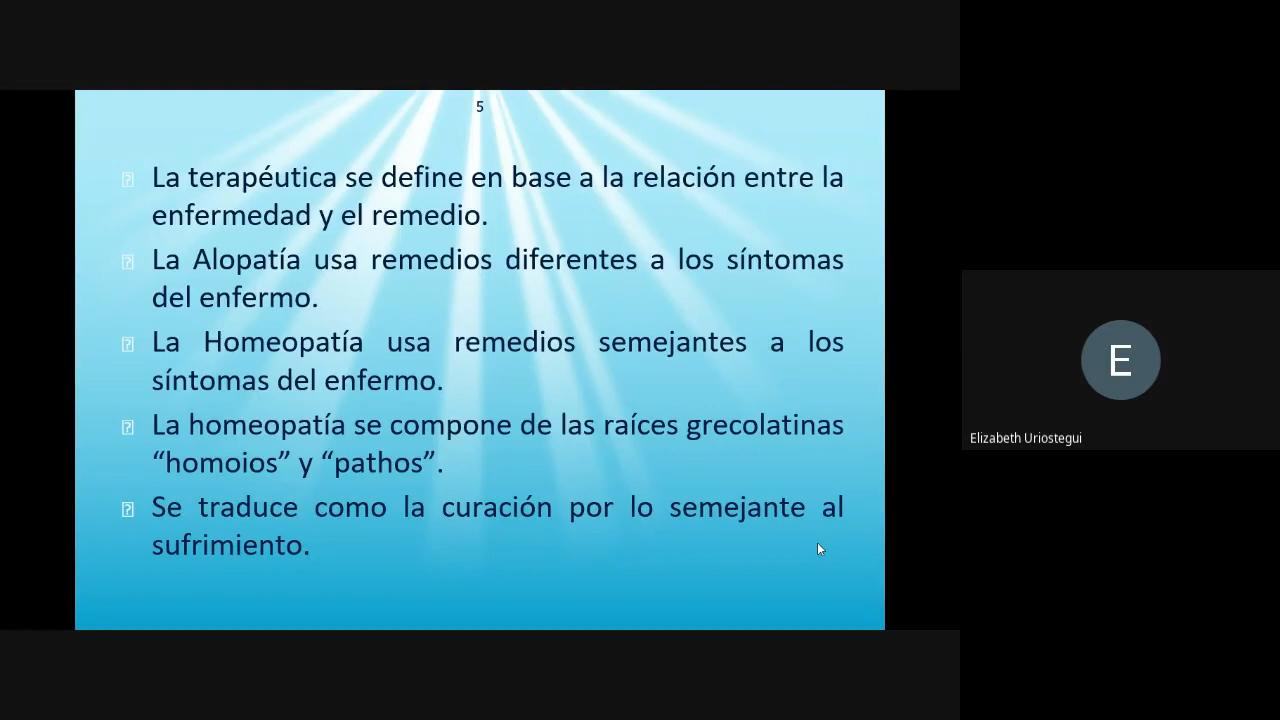 5
La terapéutica se define en base a la relación entre la
enfermedad y el remedio.
La Alopatía usa remedios diferentes a los síntomas
del enfermo.
La Homeopatía usa remedios semejantes a los
síntomas del enfermo.
La homeopatía se compone de las raíces grecolatinas
“homoios” y “pathos”.
Se traduce como la curación por lo semejante al
sufrimiento.
E
Elizabeth Uriostegui